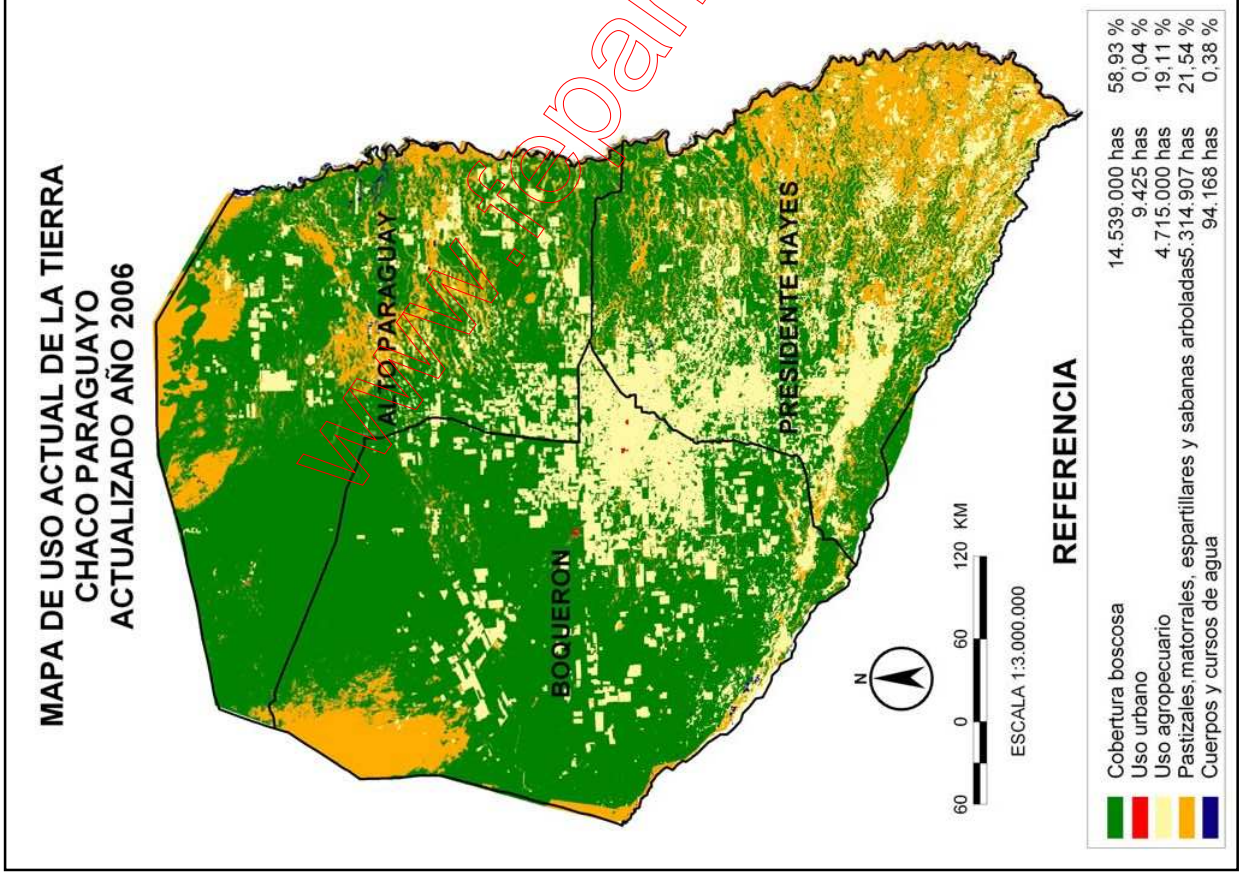 MAPA DE USO ACTUAL DE LA TIERRA
CHACO PARAGUAYO
ACTUALIZADO AÑO 2006
ALTO PARAGUAY
BOQUERON
PRESIDENTE HAYES
www.fepam
N
60 0 60 120 KM
ESCALA 1:3.000.000
REFERENCIA
Cobertura boscosa 14.539.000 has 58,93 %
Uso urbano 9.425 has 0,04 %
Uso agropecuario 4.715.000 has 19,11 %
Pastizales,matorrales, espartillares y sabanas arboladas5.314.907 has 21,54 %
Cuerpos y cursos de agua 94.168 has 0,38 %